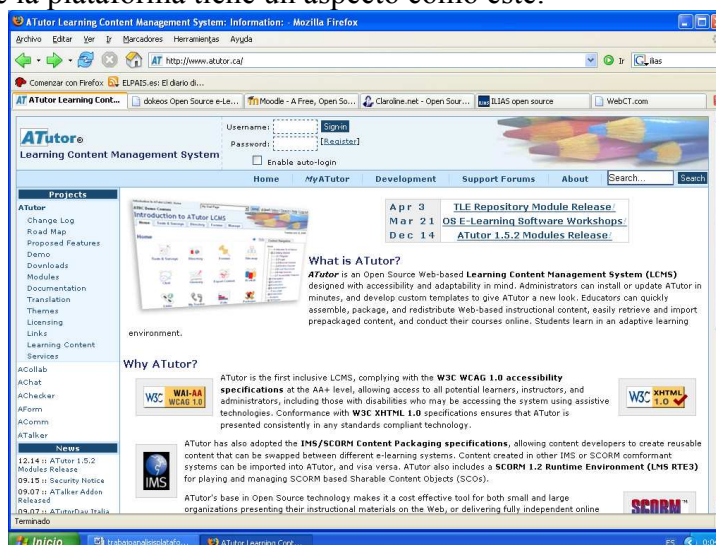 la plataforma tiene un aspecto como este:
ATutor Learning Content Management System: Information: - Mozilla Firefox
Archivo Editar Ver Ir Marcadores Herramientas Ayuda
http://www.atutor.ca/ Ir ilias
Comenzar con Firefox ELPAIS.es: El diario di...
ATutor Learning Cont... dokeos Open Source e-Le... Moodle - A Free, Open So... Claroline.net - Open Sour... ILIAS open source WebCT.com
ATutor®
Learning Content Management System
Username: Sign-in
Password: [Register]
Enable auto-login
Home MyATutor Development Support Forums About Search... Search
Projects
ATutor
Change Log
Road Map
Proposed Features
Demo
Downloads
Modules
Documentation
Translation
Themes
Licensing
Links
Learning Content
Services
ACollab
AChat
AChecker
AForm
AComm
ATalker
News
12.14 :: ATutor 1.5.2
Modules Release
09.15 :: Security Notice
09.07 :: ATalker Addon
Released
09.07 :: ATutorDay Italia
Introduction to ATutor LCMS
Home
Apr 3 TLE Repository Module Release/
Mar 21 OS E-Learning Software Workshops/
Dec 14 ATutor 1.5.2 Modules Release/
What is ATutor?
ATutor is an Open Source Web-based Learning Content Management System (LCMS)
designed with accessibility and adaptability in mind. Administrators can install or update ATutor in
minutes, and develop custom templates to give ATutor a new look. Educators can quickly
assemble, package, and redistribute Web-based instructional content, easily retrieve and import
prepackaged content, and conduct their courses online. Students learn in an adaptive learning
environment.
Why ATutor?
W3C WAI-AA
WCAG 1.0
ATutor is the first inclusive LCMS, complying with the W3C WCAG 1.0 accessibility
specifications at the AA+ level, allowing access to all potential learners, instructors, and
administrators, including those with disabilities who may be accessing the system using assistive
technologies. Conformance with W3C XHTML 1.0 specifications ensures that ATutor is
presented consistently in any standards compliant technology.
W3C XHTML
1.0
IMS
ATutor has also adopted the IMS/SCORM Content Packaging specifications, allowing content developers to create reusable
content that can be swapped between different e-learning systems. Content created in other IMS or SCORM comformant
systems can be imported into ATutor, and visa versa. ATutor also includes a SCORM 1.2 Runtime Environment (LMS RTE3)
for playing and managing SCORM based Sharable Content Objects (SCOs).
ATutor's base in Open Source technology makes it a cost effective tool for both small and large
organizations presenting their instructional materials on the Web, or delivering fully independent online
SCORM
Terminado
Inicio trabajoanalisisplatafo... ATutor Learning Cont... ES